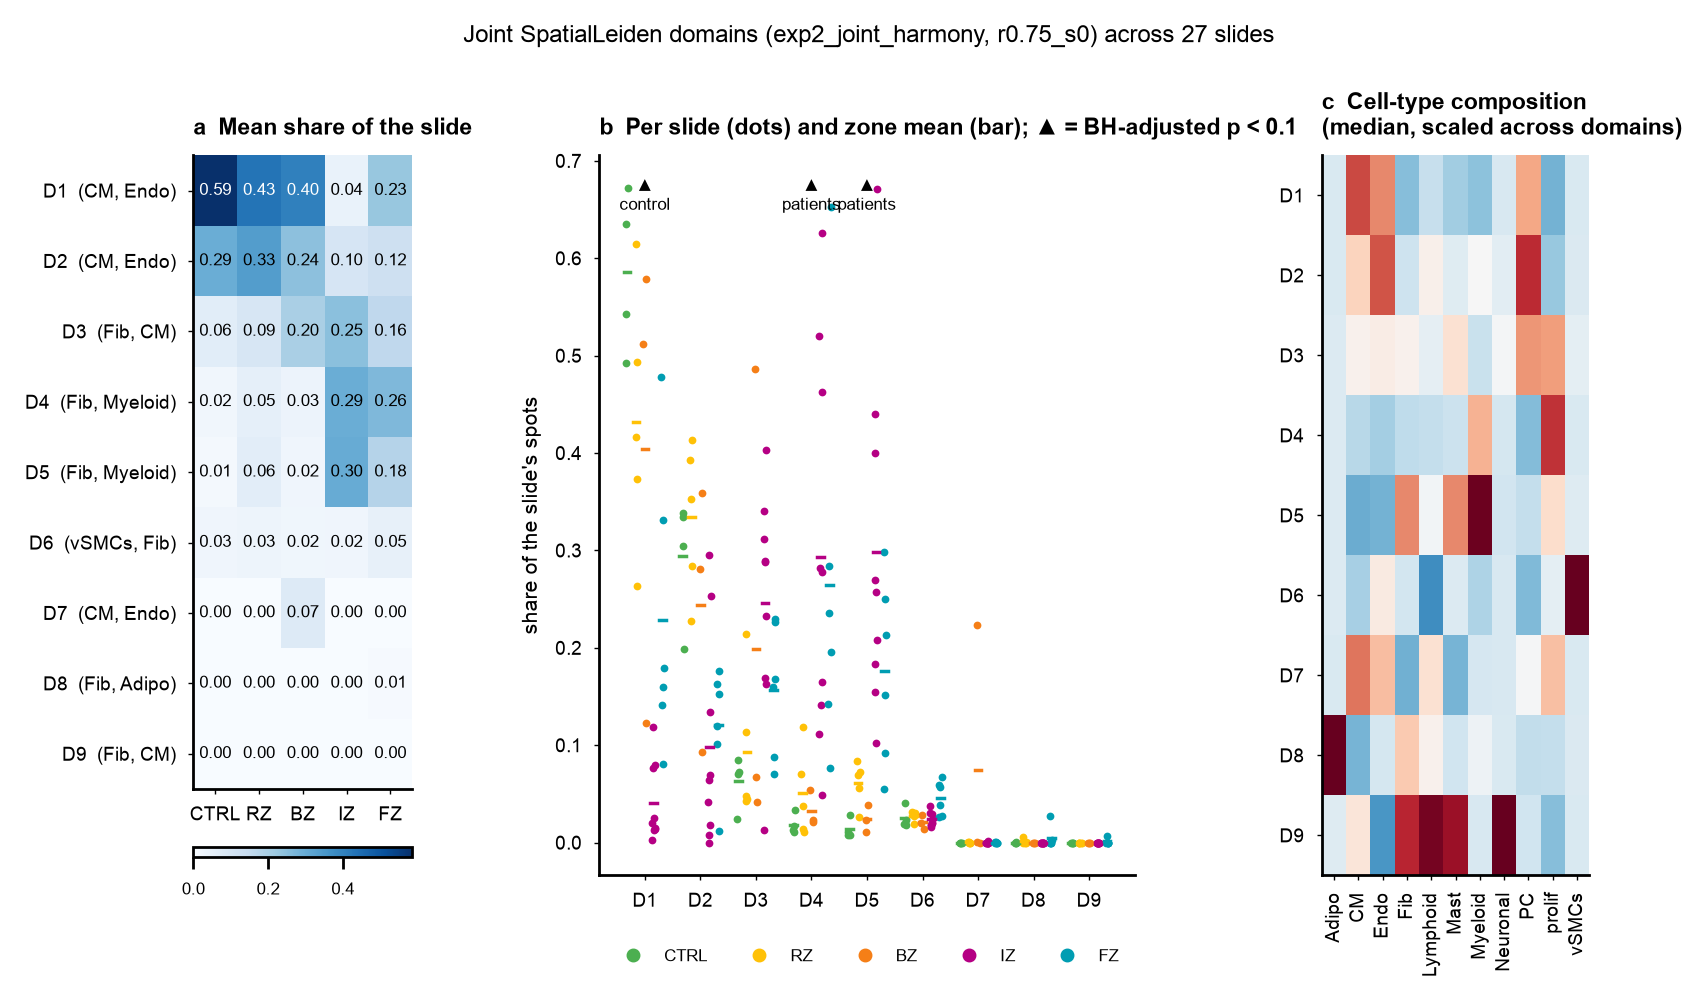 Joint SpatialLeiden domains (exp2_joint_harmony, r0.75_s0) across 27 slides
a Mean share of the slide
D1 (CM, Endo) 0.59 0.43 0.40 0.04 0.23
D2 (CM, Endo) 0.29 0.33 0.24 0.10 0.12
D3 (Fib, CM) 0.06 0.09 0.20 0.25 0.16
D4 (Fib, Myeloid) 0.02 0.05 0.03 0.29 0.26
D5 (Fib, Myeloid) 0.01 0.06 0.02 0.30 0.18
D6 (vSMCs, Fib) 0.03 0.03 0.02 0.02 0.05
D7 (CM, Endo) 0.00 0.00 0.07 0.00 0.00
D8 (Fib, Adipo) 0.00 0.00 0.00 0.00 0.01
D9 (Fib, CM) 0.00 0.00 0.00 0.00 0.00
CTRL RZ BZ IZ FZ
0.0 0.2 0.4
b Per slide (dots) and zone mean (bar); ▲ = BH-adjusted p < 0.1
share of the slide's spots
0.7
0.6
0.5
0.4
0.3
0.2
0.1
0.0
control patients patients
D1 D2 D3 D4 D5 D6 D7 D8 D9
CTRL RZ BZ IZ FZ
c Cell-type composition
(median, scaled across domains)
D1
D2
D3
D4
D5
D6
D7
D8
D9
Adipo
CM
Endo
Fib
Lymphoid
Mast
Myeloid
Neuronal
PC
prolif
vSMCs